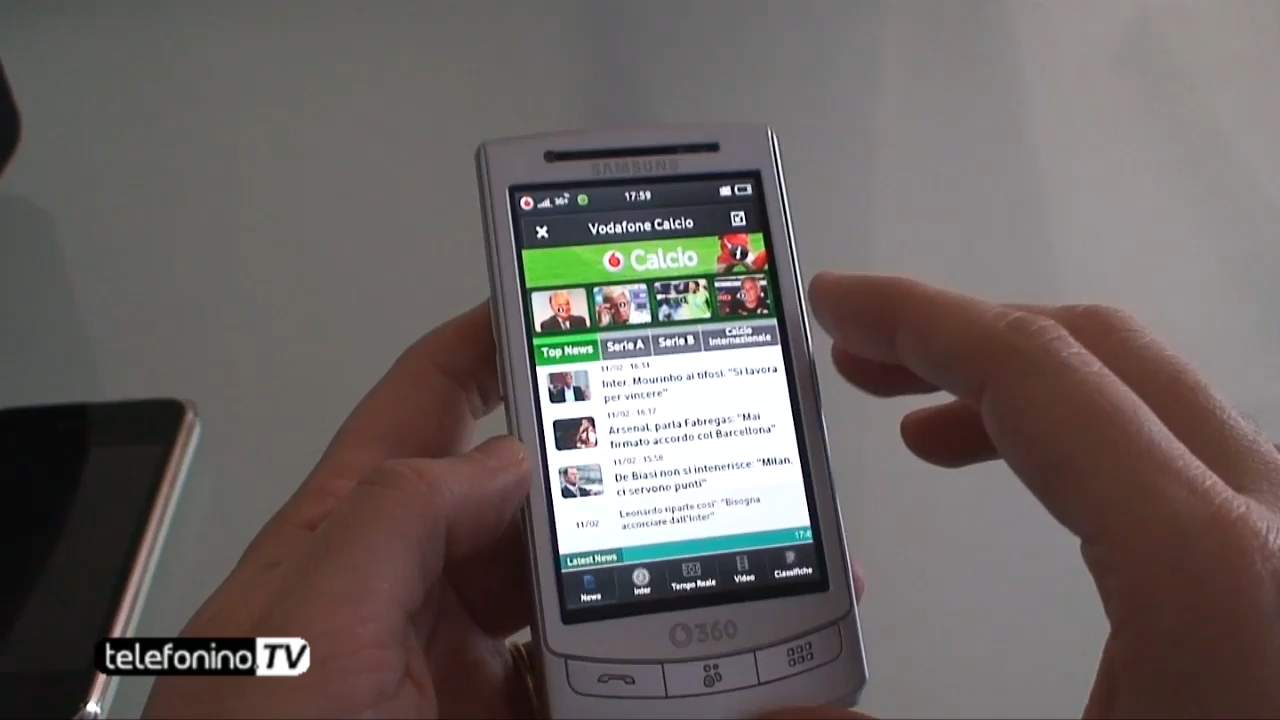 SAMSUNG
3G+ 17:59
Vodafone Calcio
Calcio
Top News Serie A Serie B Calcio Internazionale
11/02 - 16:51
Inter, Mourinho ai tifosi: "Si lavora
per vincere"
11/02 - 16:17
Arsenal, parla Fabregas: "Mai
firmato accordo col Barcellona"
11/02 - 15:58
De Biasi non si intenerisce: "Milan,
ci servono punti"
11/02
Leonardo riparte così: "Bisogna
accorciare dall'Inter"
Latest News
News Inter Tempo Reale Video Classifiche
360
telefonino.TV